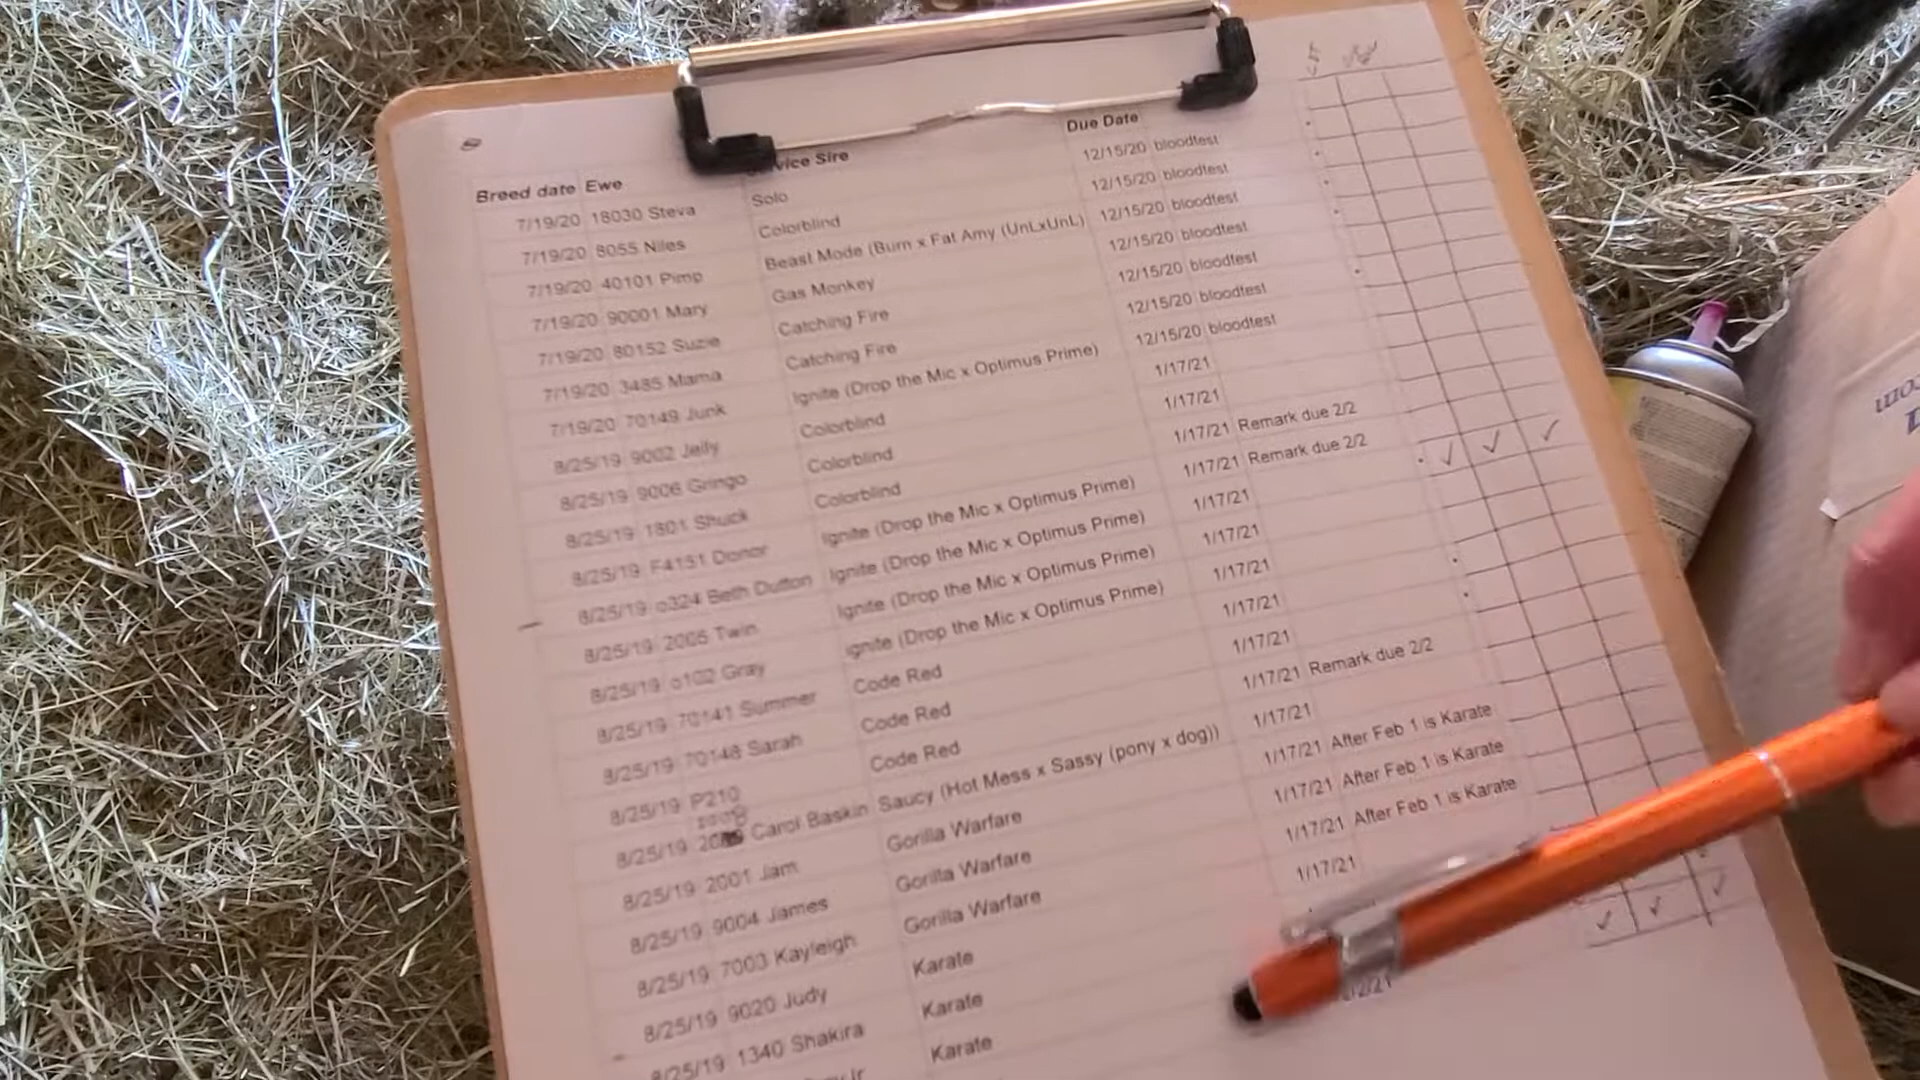 Breed date Ewe vice Sire Due Date
7/19/20 18030 Steva Solo 12/15/20 bloodtest
7/19/20 8055 Niles Colorblind 12/15/20 bloodtest
7/19/20 40101 Pimp Beast Mode (Burn x Fat Amy (UnLxUnL) 12/15/20 bloodtest
7/19/20 90001 Mary Gas Monkey 12/15/20 bloodtest
7/19/20 80152 Suzie Catching Fire 12/15/20 bloodtest
7/19/20 3485 Mama Catching Fire 12/15/20 bloodtest
7/19/20 70149 Junk Ignite (Drop the Mic x Optimus Prime) 12/15/20 bloodtest
8/25/19 9002 Jelly Colorblind 1/17/21
8/25/19 9006 Gringo Colorblind 1/17/21
8/25/19 1801 Shuck Colorblind 1/17/21 Remark due 2/2
8/25/19 F4151 Donor Ignite (Drop the Mic x Optimus Prime) 1/17/21 Remark due 2/2
8/25/19 o324 Beth Dutton Ignite (Drop the Mic x Optimus Prime) 1/17/21
8/25/19 2005 Twin Ignite (Drop the Mic x Optimus Prime) 1/17/21
8/25/19 o102 Gray Ignite (Drop the Mic x Optimus Prime) 1/17/21
8/25/19 70141 Summer Code Red 1/17/21
8/25/19 70148 Sarah Code Red 1/17/21
8/25/19 P210 Code Red 1/17/21 Remark due 2/2
8/25/19 Carol Baskin Saucy (Hot Mess x Sassy (pony x dog)) 1/17/21
8/25/19 2001 Jam Gorilla Warfare 1/17/21 After Feb 1 is Karate
8/25/19 9004 James Gorilla Warfare 1/17/21 After Feb 1 is Karate
8/25/19 7003 Kayleigh Gorilla Warfare 1/17/21 After Feb 1 is Karate
8/25/19 9020 Judy Karate 1/17/21
8/25/19 1340 Shakira Karate
Karate